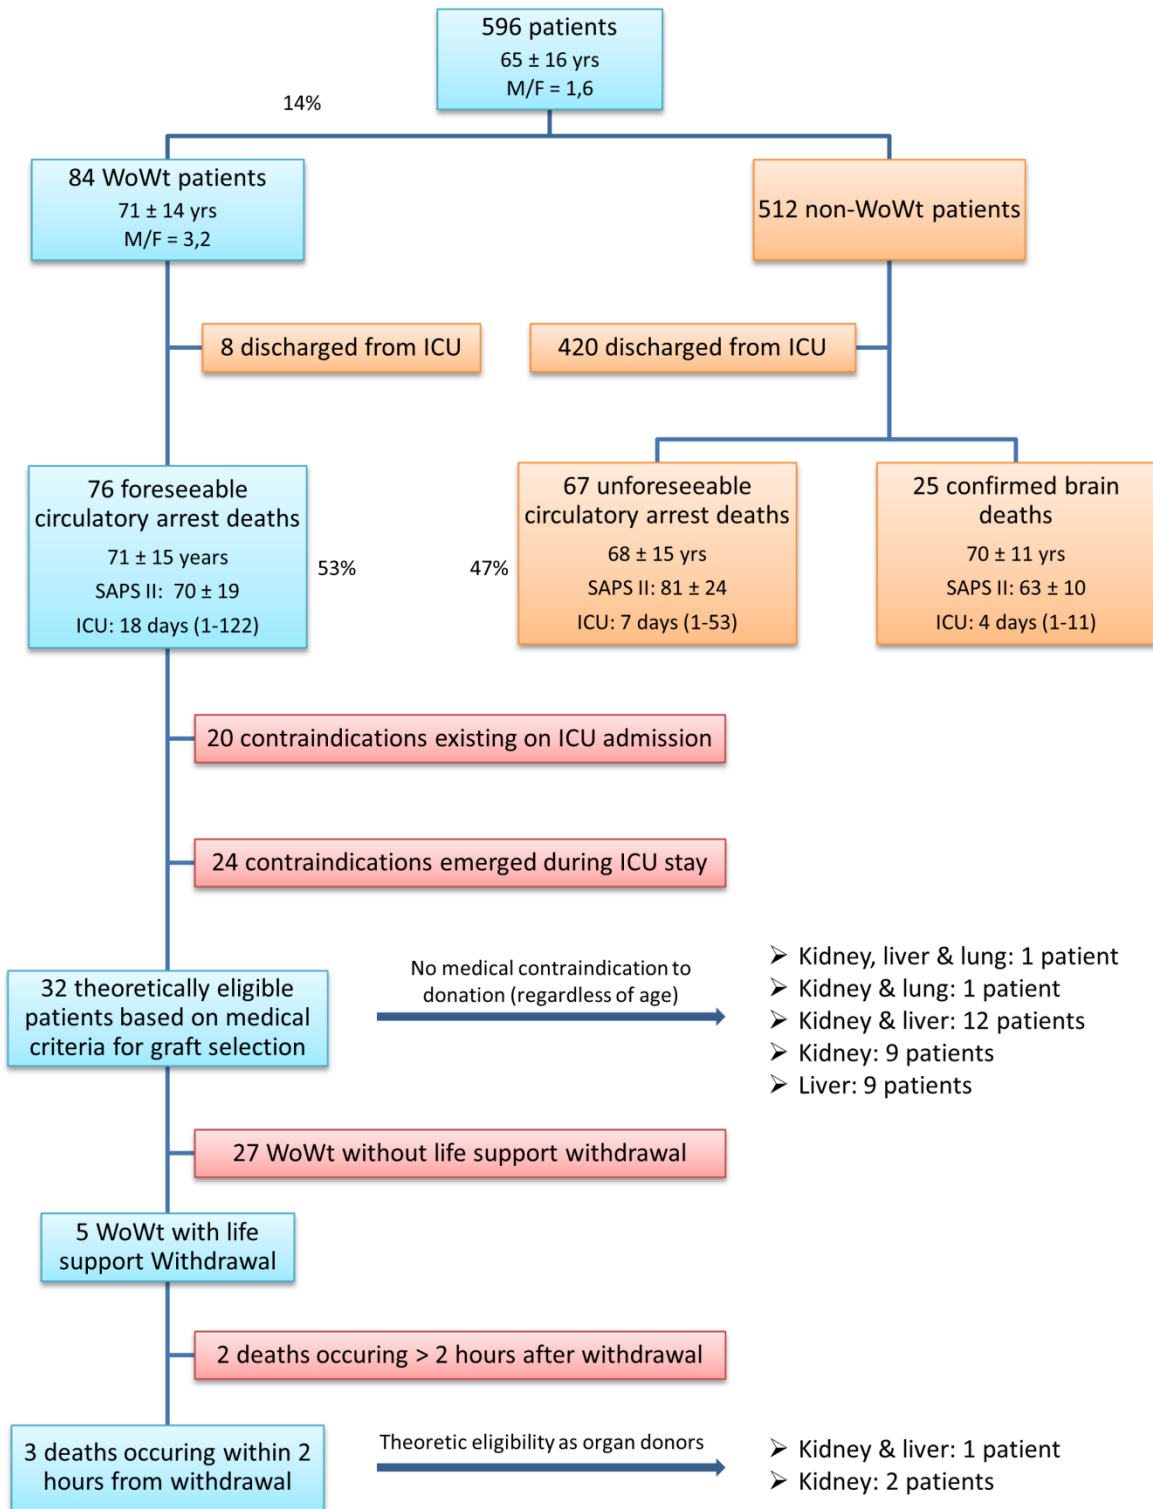 596 patients
65 ± 16 yrs
M/F = 1,6
14%
84 WoWt patients
71 ± 14 yrs
M/F = 3,2
512 non-WoWt patients
8 discharged from ICU
420 discharged from ICU
76 foreseeable
circulatory arrest deaths
71 ± 15 years
SAPS II: 70 ± 19
ICU: 18 days (1-122)
53%
47%
67 unforeseeable
circulatory arrest deaths
68 ± 15 yrs
SAPS II: 81 ± 24
ICU: 7 days (1-53)
25 confirmed brain
deaths
70 ± 11 yrs
SAPS II: 63 ± 10
ICU: 4 days (1-11)
20 contraindications existing on ICU admission
24 contraindications emerged during ICU stay
32 theoretically eligible
patients based on medical
criteria for graft selection
No medical contraindication to
donation (regardless of age)
➢ Kidney, liver & lung: 1 patient
➢ Kidney & lung: 1 patient
➢ Kidney & liver: 12 patients
➢ Kidney: 9 patients
➢ Liver: 9 patients
27 WoWt without life support withdrawal
5 WoWt with life
support Withdrawal
2 deaths occuring > 2 hours after withdrawal
3 deaths occuring within 2
hours from withdrawal
Theoretic eligibility as organ donors
➢ Kidney & liver: 1 patient
➢ Kidney: 2 patients